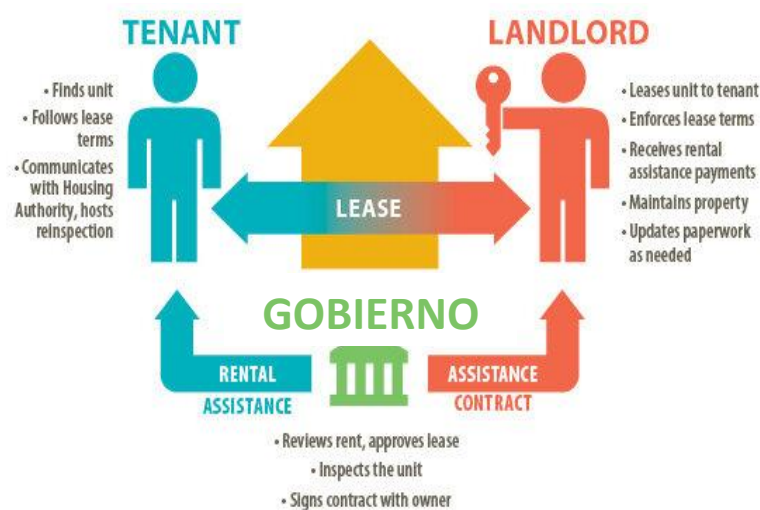 TENANT
• Finds unit
• Follows lease
terms
• Communicates
with Housing
Authority, hosts
reinspection
LANDLORD
• Leases unit to tenant
• Enforces lease terms
• Receives rental
assistance payments
• Maintains property
• Updates paperwork
as needed
LEASE
GOBIERNO
RENTAL
ASSISTANCE
ASSISTANCE
CONTRACT
• Reviews rent, approves lease
• Inspects the unit
• Signs contract with owner